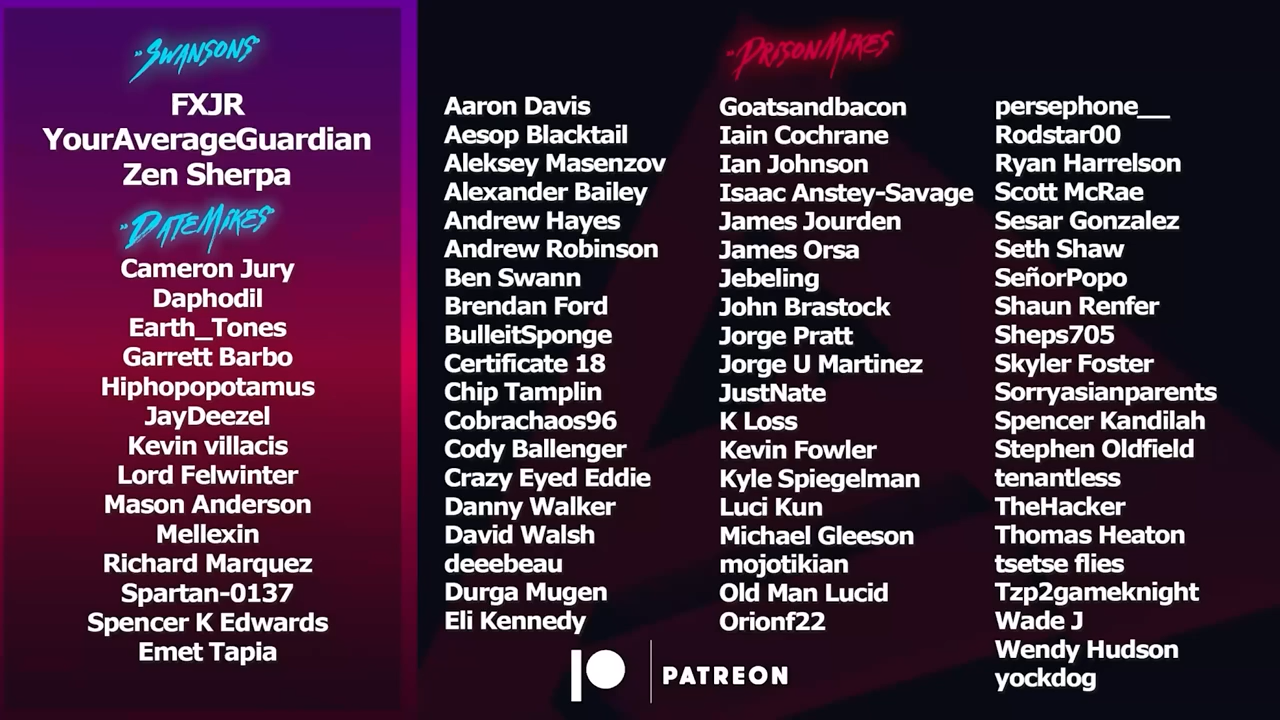 "Swansons"
FXJR
YourAverageGuardian
Zen Sherpa
"DateMikes"
Cameron Jury
Daphodil
Earth_Tones
Garrett Barbo
Hiphopopotamus
JayDeezel
Kevin villacis
Lord Felwinter
Mason Anderson
Mellexin
Richard Marquez
Spartan-0137
Spencer K Edwards
Emet Tapia
"PrisonMikes"
Aaron Davis
Aesop Blacktail
Aleksey Masenzov
Alexander Bailey
Andrew Hayes
Andrew Robinson
Ben Swann
Brendan Ford
BulleitSponge
Certificate 18
Chip Tamplin
Cobrachaos96
Cody Ballenger
Crazy Eyed Eddie
Danny Walker
David Walsh
deeebeau
Durga Mugen
Eli Kennedy
Goatsandbacon
Iain Cochrane
Ian Johnson
Isaac Anstey-Savage
James Jourden
James Orsa
Jebeling
John Brastock
Jorge Pratt
Jorge U Martinez
JustNate
K Loss
Kevin Fowler
Kyle Spiegelman
Luci Kun
Michael Gleeson
mojotikian
Old Man Lucid
Orionf22
persephone__
Rodstar00
Ryan Harrelson
Scott McRae
Sesar Gonzalez
Seth Shaw
SeñorPopo
Shaun Renfer
Sheps705
Skyler Foster
Sorryasianparents
Spencer Kandilah
Stephen Oldfield
tenantless
TheHacker
Thomas Heaton
tsetse flies
Tzp2gameknight
Wade J
Wendy Hudson
yockdog
PATREON